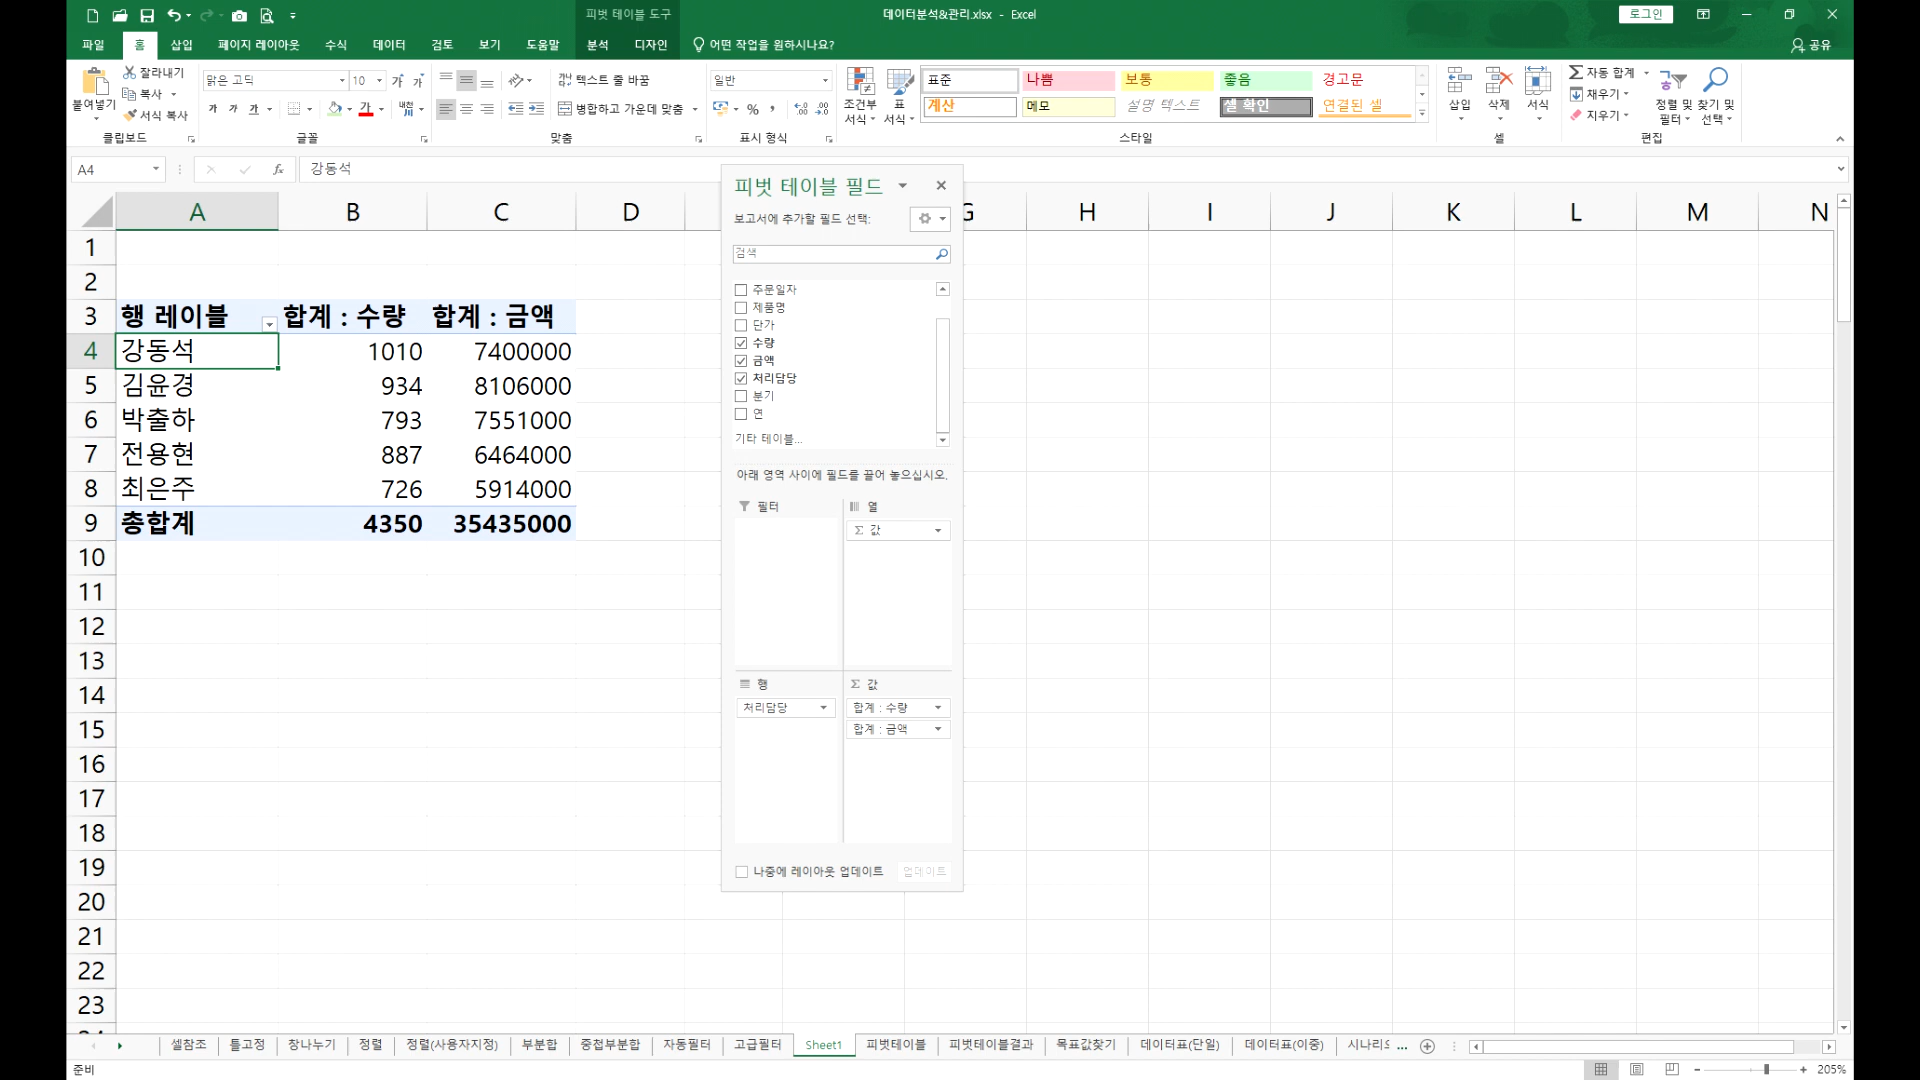 피벗 테이블 도구
데이터분석&관리.xlsx - Excel
로그인
파일 홈 삽입 페이지 레이아웃 수식 데이터 검토 보기 도움말 분석 디자인 어떤 작업을 원하시나요? 공유
붙여넣기
잘라내기
복사
서식 복사
클립보드
맑은 고딕 10 가 가
가 가 가 가 내천 川
글꼴
텍스트 줄 바꿈
병합하고 가운데 맞춤
맞춤
일반
% ,
표시 형식
조건부 서식
표 서식
표준 나쁨 보통 좋음 경고문
계산 메모 설명 텍스트 셀 확인 연결된 셀
스타일
삽입 삭제 서식
셀
자동 합계
채우기
지우기
정렬 및 필터
찾기 및 선택
편집
A4 fx 강동석
A B C D G H I J K L M N
1
2
3 행 레이블 합계 : 수량 합계 : 금액
4 강동석 1010 7400000
5 김윤경 934 8106000
6 박출하 793 7551000
7 전용현 887 6464000
8 최은주 726 5914000
9 총합계 4350 35435000
10
11
12
13
14
15
16
17
18
19
20
21
22
23
피벗 테이블 필드
보고서에 추가할 필드 선택:
검색
주문일자
제품명
단가
수량
금액
처리담당
분기
연
기타 테이블...
아래 영역 사이에 필드를 끌어 놓으십시오.
필터
열
Σ 값
행
Σ 값
처리담당
합계 : 수량
합계 : 금액
나중에 레이아웃 업데이트 업데이트
셀참조 틀고정 창나누기 정렬 정렬(사용자지정) 부분합 중첩부분합 자동필터 고급필터 Sheet1 피벗테이블 피벗테이블결과 목표값찾기 데이터표(단일) 데이터표(이중) ...
준비
205%